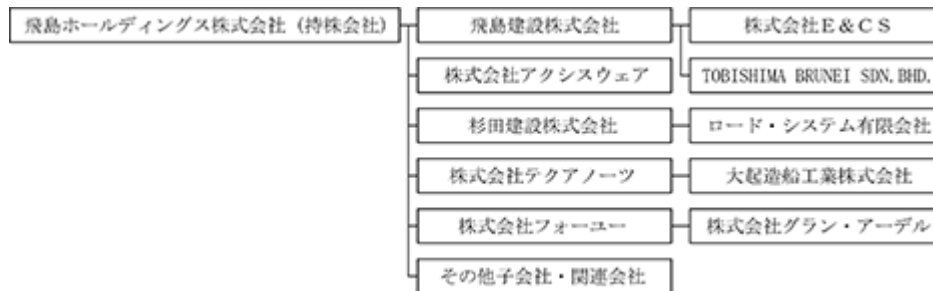 飛島ホールディングス株式会社（持株会社）
飛島建設株式会社
株式会社Ｅ＆ＣＳ
株式会社アクシスウェア
TOBISHIMA BRUNEI SDN.BHD.
杉田建設株式会社
ロード・システム有限会社
株式会社テクアノーツ
大起造船工業株式会社
株式会社フォーユー
株式会社グラン・アーデル
その他子会社・関連会社